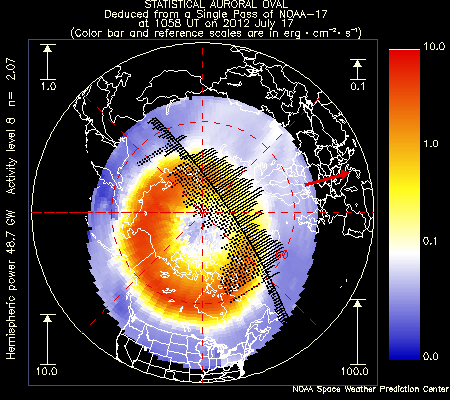 STATISTICAL AURORAL OVAL
Deduced from a Single Pass of NOAA-17
at 1058 UT on 2012 July 17
(Color bar and reference scales are in erg · cm⁻² · s⁻¹)
Hemispheric power 48.7 GW Activity level 8 n= 2.07
1.0
0.1
10.0
100.0
60
10.0
1.0
0.1
0.0
NOAA Space Weather Prediction Center